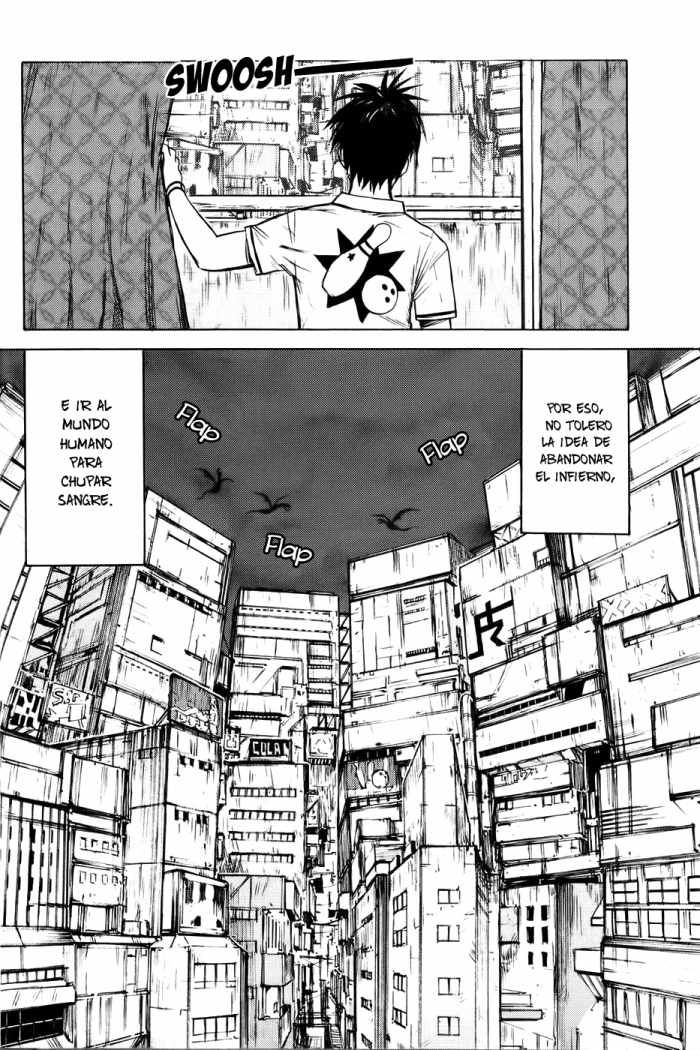 SWOOSH
POR ESO,
NO TOLERO
LA IDEA DE
ABANDONAR
EL INFIERNO,
Flap
Flap
Flap
E IR AL
MUNDO
HUMANO
PARA
CHUPAR
SANGRE.